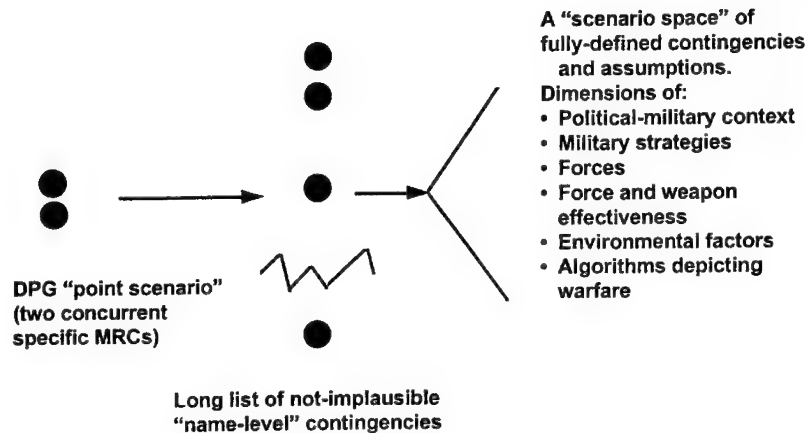 A “scenario space” of
fully-defined contingencies
and assumptions.
Dimensions of:
• Political-military context
• Military strategies
• Forces
• Force and weapon
effectiveness
• Environmental factors
• Algorithms depicting
warfare
DPG “point scenario”
(two concurrent
specific MRCs)
Long list of not-implausible
“name-level” contingencies